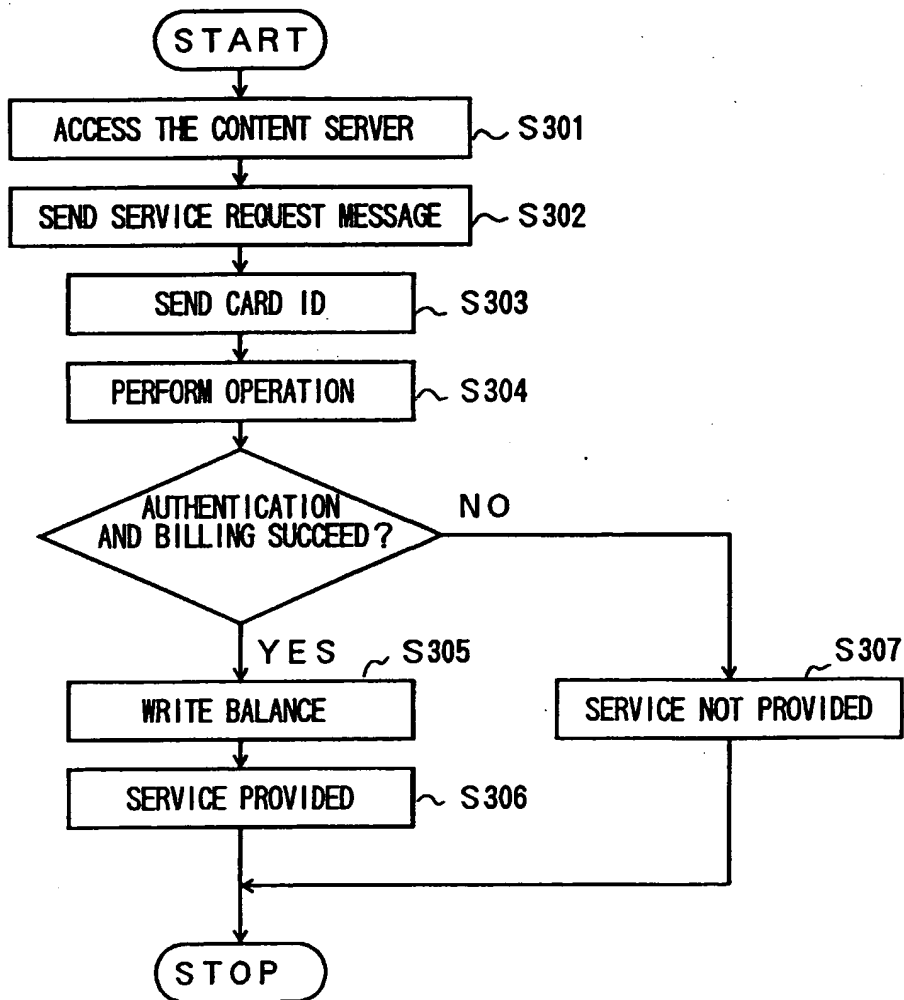 START
ACCESS THE CONTENT SERVER
S301
SEND SERVICE REQUEST MESSAGE
S302
SEND CARD ID
S303
PERFORM OPERATION
S304
AUTHENTICATION
AND BILLING SUCCEED?
NO
YES
S305
WRITE BALANCE
S307
SERVICE NOT PROVIDED
SERVICE PROVIDED
S306
STOP